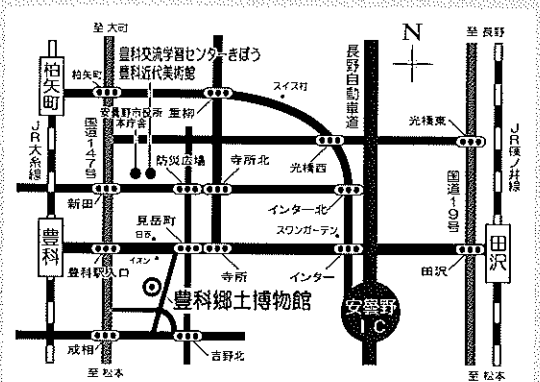 至 大町
至 長野
豊科交流学習センターきぼう
豊科近代美術館
柏矢町
柏矢町
安曇野市役所
本庁舎
重柳
スイス村
長野自動車道
N
光橋東
JR大糸線
国道147号
防災広場
寺所北
光橋西
JR篠ノ井線
国道19号
新田
インター北
見岳町
日赤
スワンガーデン
豊科
田沢
豊科駅入口
イオン
寺所
インター
田沢
豊科郷土博物館
安曇野
IC
成相
吉野北
至 松本
至 松本